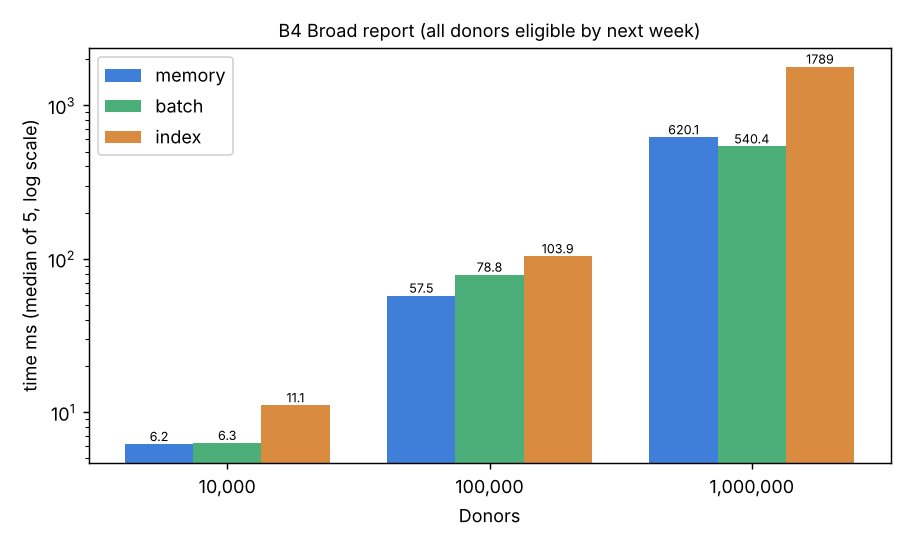 B4 Broad report (all donors eligible by next week)
memory
batch
index
time ms (median of 5, log scale)
10³
10²
10¹
6.2
6.3
11.1
57.5
78.8
103.9
620.1
540.4
1789
10,000
100,000
1,000,000
Donors